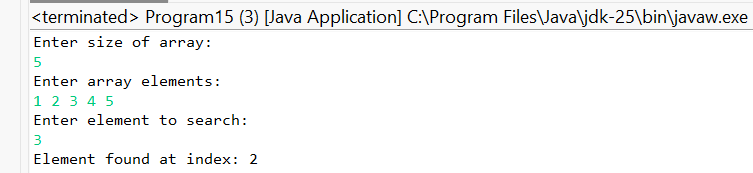 <terminated> Program15 (3) [Java Application] C:\Program Files\Java\jdk-25\bin\javaw.exe
Enter size of array:
5
Enter array elements:
1 2 3 4 5
Enter element to search:
3
Element found at index: 2